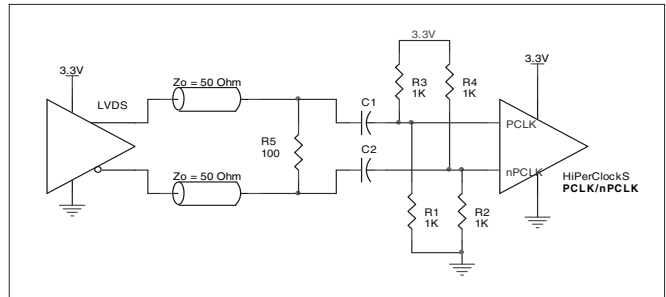 3.3V
3.3V
3.3V
Zo = 50 Ohm
LVDS
R3
1K
R4
1K
C1
PCLK
R5
100
C2
Zo = 50 Ohm
nPCLK
HiPerClockS
PCLK/nPCLK
R1
1K
R2
1K